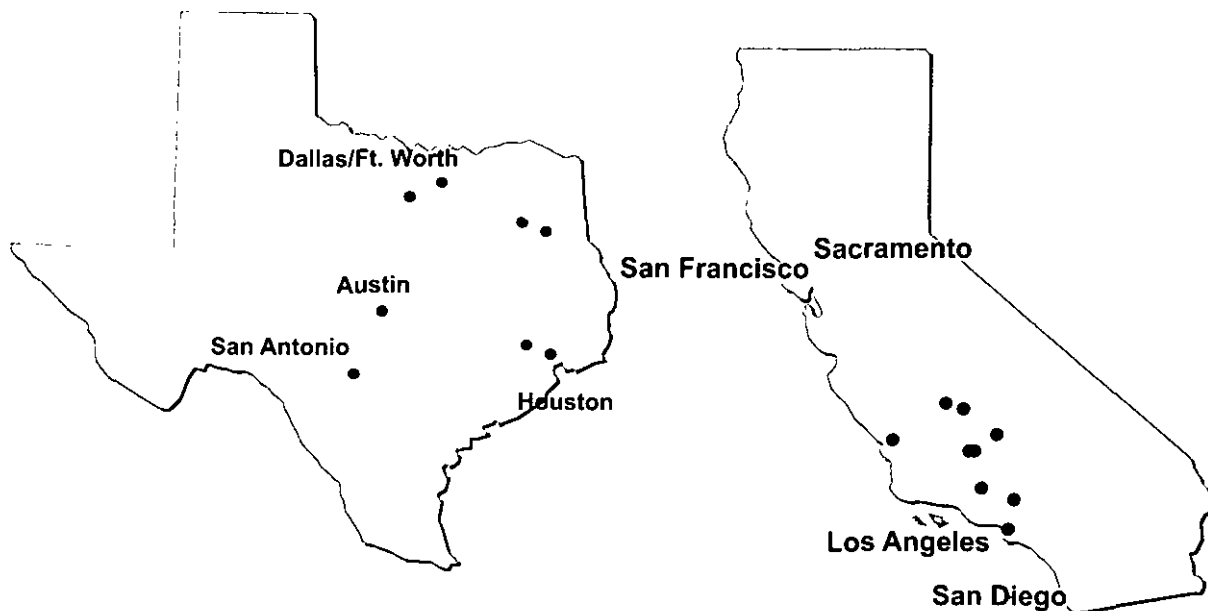 Dallas/Ft. Worth
Austin
San Antonio
Houston
Sacramento
San Francisco
Los Angeles
San Diego